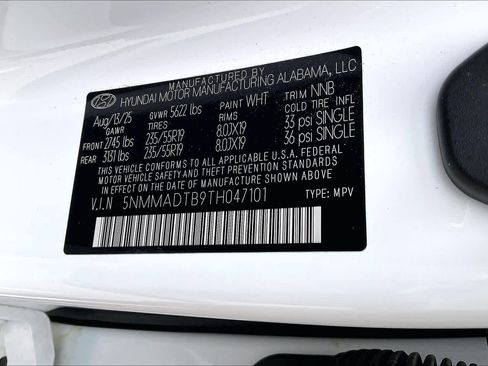 MANUFACTURED BY
HYUNDAI MOTOR MANUFACTURING ALABAMA, LLC
Aug/13/25 GVWR 5622 lbs PAINT WHT TRIM NNB
GAWR TIRES RIMS COLD INFL
FRONT 2745 lbs 235/55R19 8.0JX19 33 psi SINGLE
REAR 3131 lbs 235/55R19 8.0JX19 36 psi SINGLE
THIS VEHICLE CONFORMS TO ALL APPLICABLE U.S.A. FEDERAL
MOTOR VEHICLE SAFETY AND THEFT PREVENTION STANDARDS
IN EFFECT ON THE DATE OF MANUFACTURE SHOWN ABOVE.
V.I.N 5NMMADTB9TH047101 TYPE: MPV